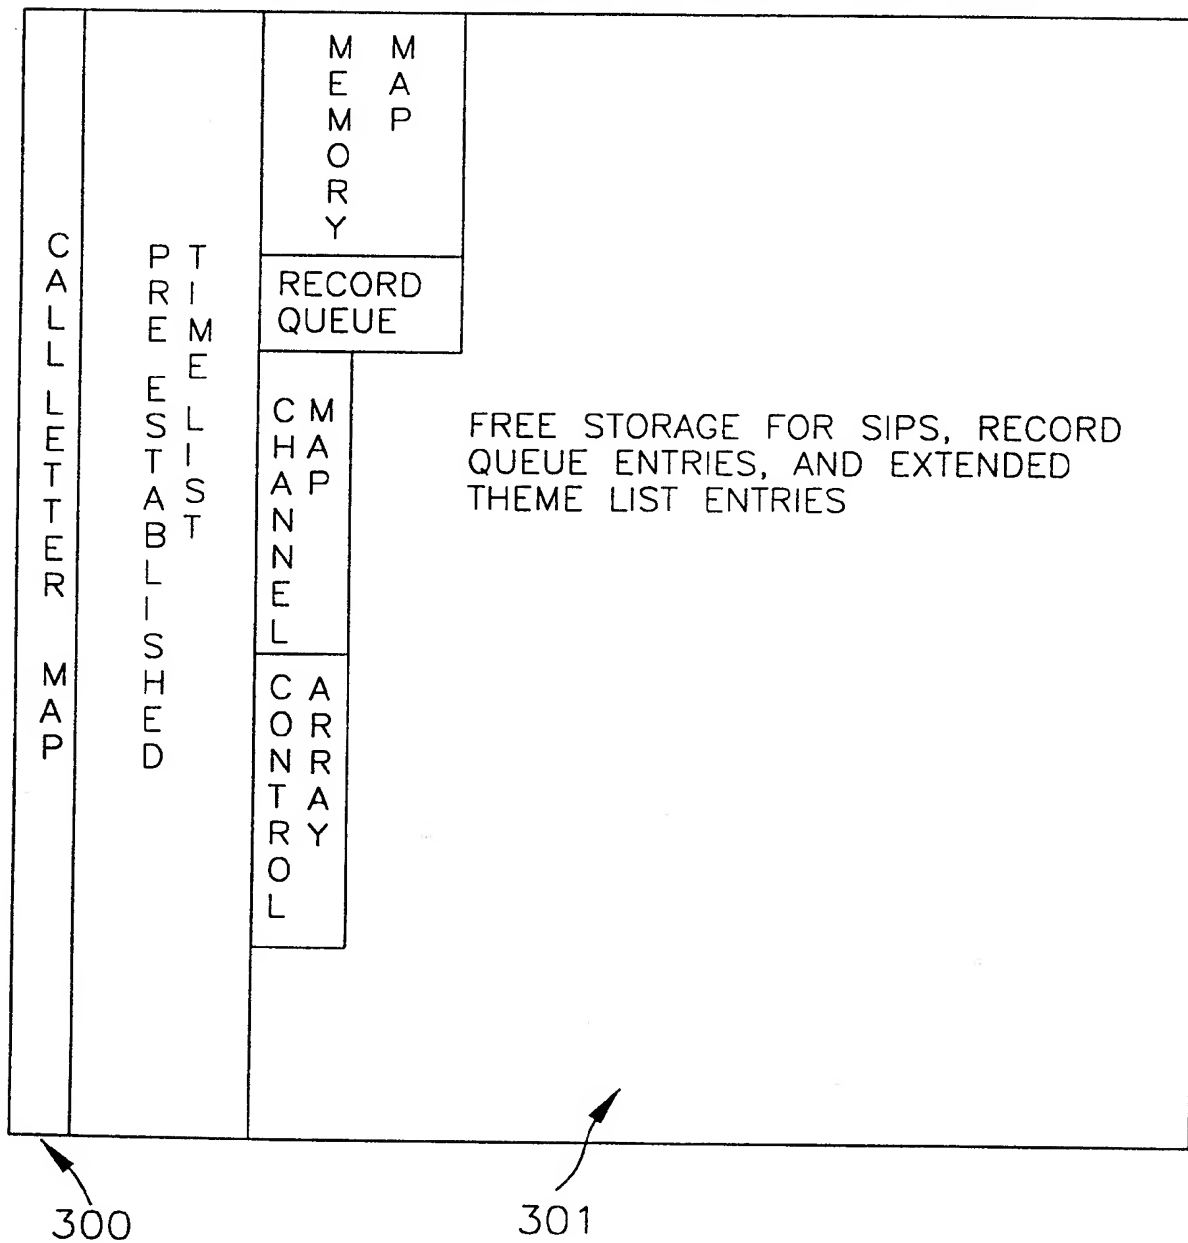 CALL LETTER MAP
PRE ESTABLISHED
TIME LIST
MEMORY
MAP
RECORD
QUEUE
CHANNEL
MAP
CONTROL
ARRAY
FREE STORAGE FOR SIPS, RECORD
QUEUE ENTRIES, AND EXTENDED
THEME LIST ENTRIES
300
301